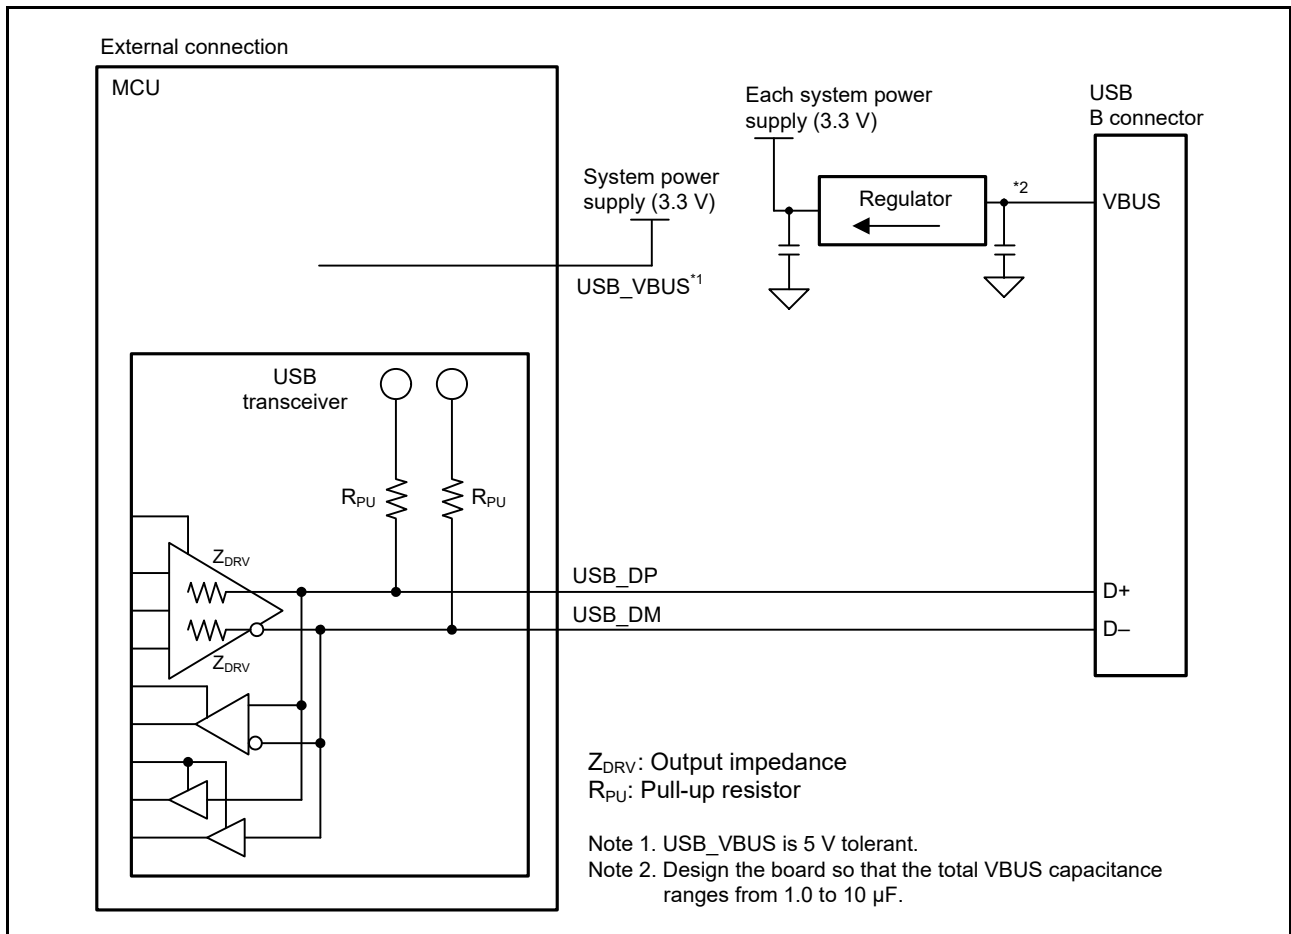 External connection
MCU
Each system power
supply (3.3 V)
USB
B connector
System power
supply (3.3 V)
Regulator
*2
VBUS
USB_VBUS*1
USB
transceiver
RPU
RPU
ZDRV
USB_DP
D+
USB_DM
D–
ZDRV
ZDRV: Output impedance
RPU: Pull-up resistor
Note 1. USB_VBUS is 5 V tolerant.
Note 2. Design the board so that the total VBUS capacitance
ranges from 1.0 to 10 µF.